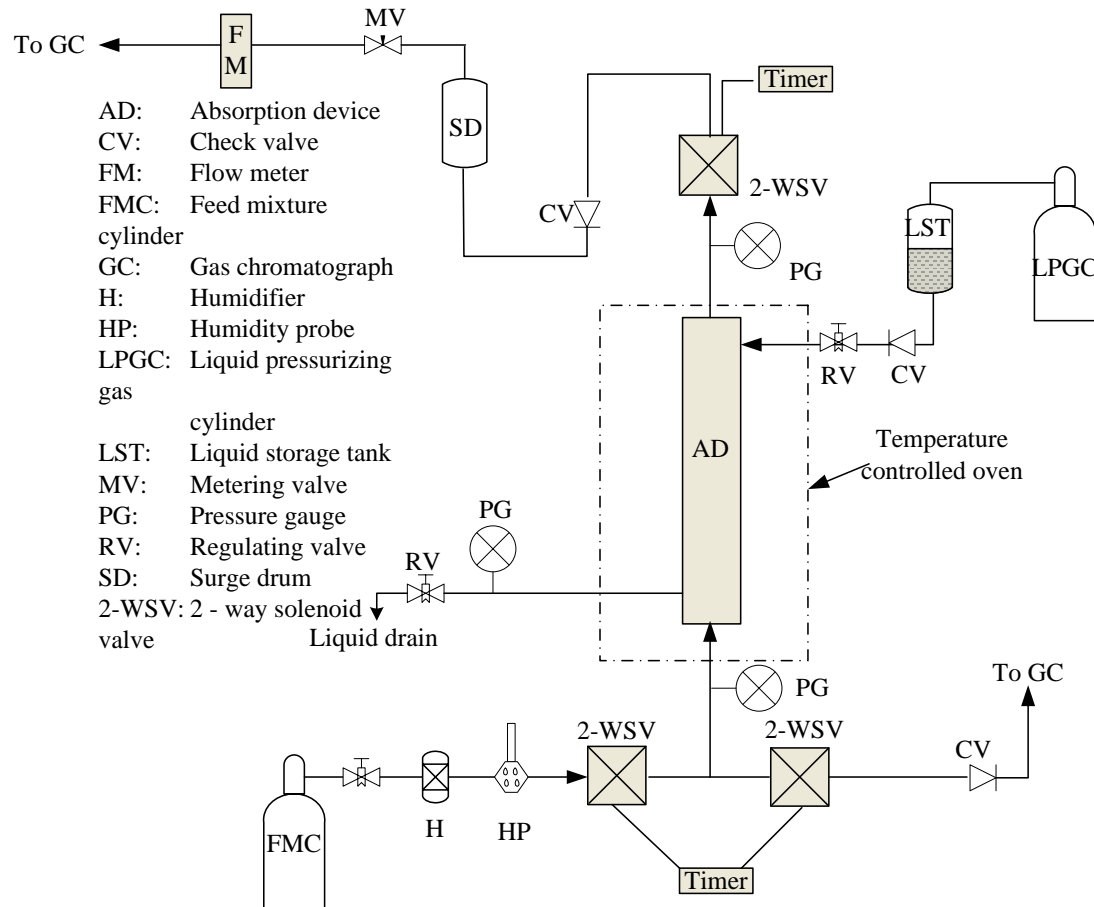 MV
To GC
F
M
Timer
SD
2-WSV
CV
PG
LST
LPGC
RV
CV
AD: Absorption device
CV: Check valve
FM: Flow meter
FMC: Feed mixture
cylinder
GC: Gas chromatograph
H: Humidifier
HP: Humidity probe
LPGC: Liquid pressurizing
gas
cylinder
LST: Liquid storage tank
MV: Metering valve
PG: Pressure gauge
RV: Regulating valve
SD: Surge drum
2-WSV: 2 - way solenoid
valve
AD
Temperature
controlled oven
PG
RV
Liquid drain
PG
To GC
2-WSV
2-WSV
CV
FMC
H
HP
Timer